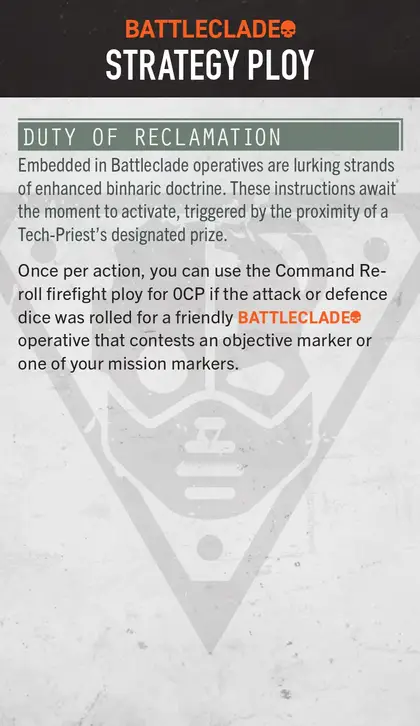 BATTLECLADE
STRATEGY PLOY
DUTY OF RECLAMATION
Embedded in Battleclade operatives are lurking strands
of enhanced binharic doctrine. These instructions await
the moment to activate, triggered by the proximity of a
Tech-Priest's designated prize.
Once per action, you can use the Command Re-
roll firefight ploy for 0CP if the attack or defence
dice was rolled for a friendly BATTLECLADE
operative that contests an objective marker or
one of your mission markers.